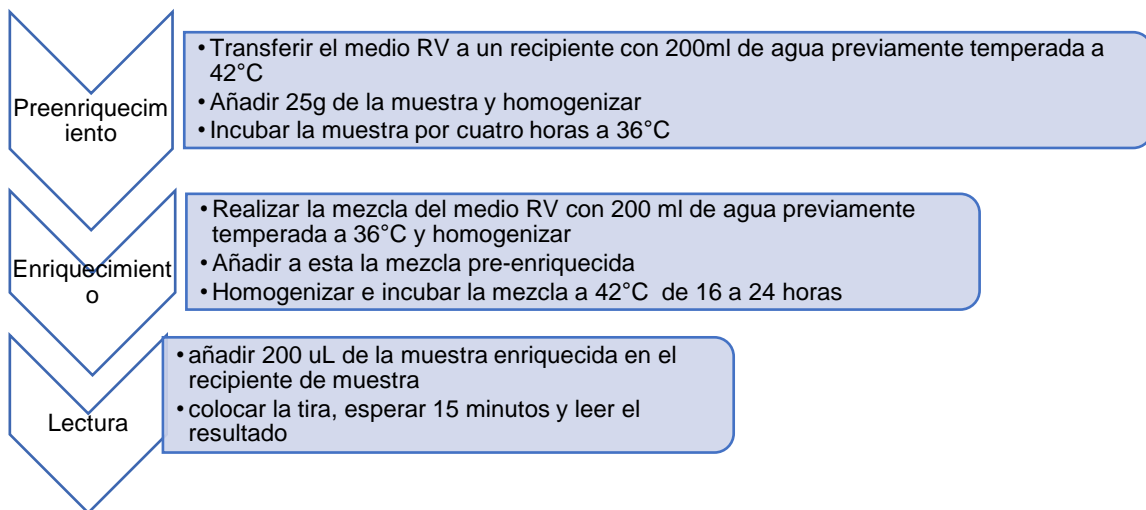 Preenriquecim
iento
• Transferir el medio RV a un recipiente con 200ml de agua previamente temperada a
42°C
• Añadir 25g de la muestra y homogenizar
• Incubar la muestra por cuatro horas a 36°C
Enriquecimient
o
• Realizar la mezcla del medio RV con 200 ml de agua previamente
temperada a 36°C y homogenizar
• Añadir a esta la mezcla pre-enriquecida
• Homogenizar e incubar la mezcla a 42°C  de 16 a 24 horas
Lectura
• añadir 200 uL de la muestra enriquecida en el
recipiente de muestra
• colocar la tira, esperar 15 minutos y leer el
resultado